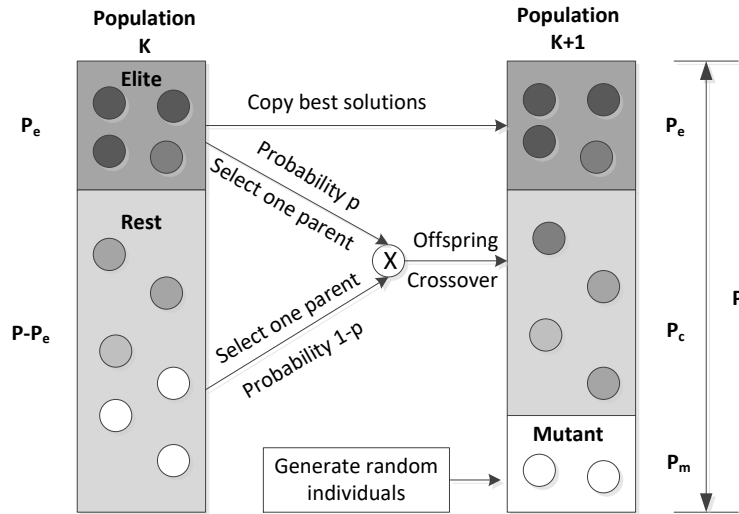 Population
K
Population
K+1
Elite
Copy best solutions
Pₑ
Pₑ
Probability p
Select one parent
Rest
Offspring
X
Crossover
P
P-Pₑ
Select one parent
Probability 1-p
P꜀
Mutant
Generate random
individuals
Pₘ